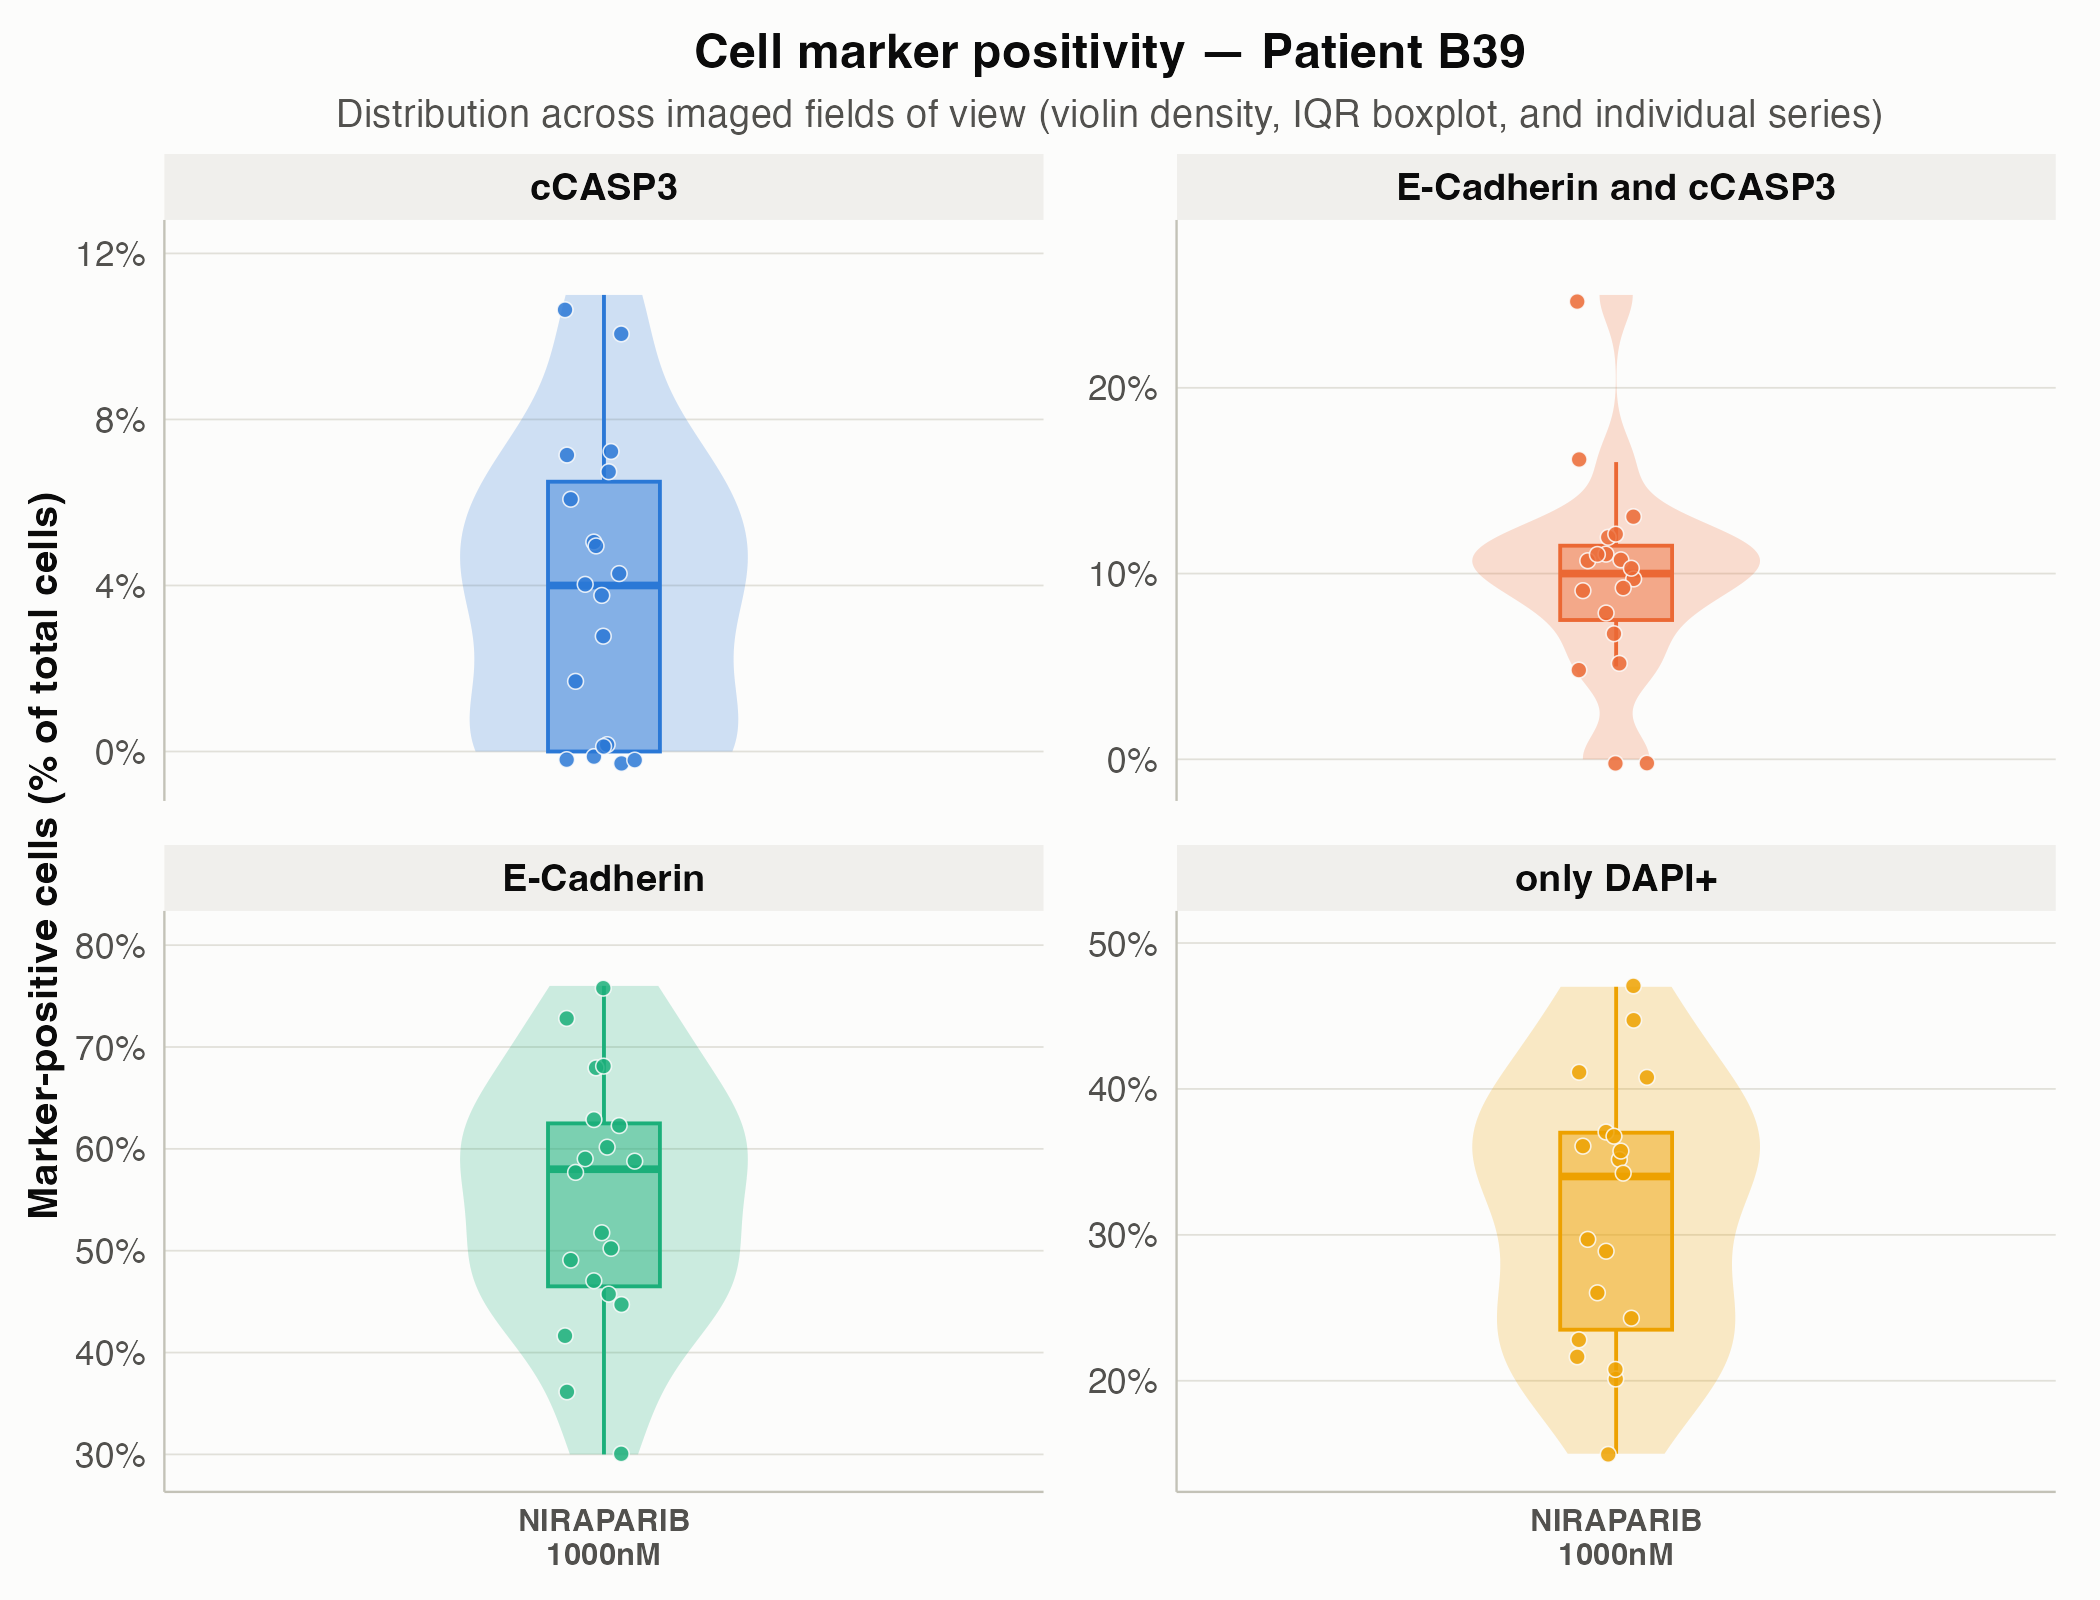 Cell marker positivity — Patient B39
Distribution across imaged fields of view (violin density, IQR boxplot, and individual series)
Marker-positive cells (% of total cells)
cCASP3
12%
8%
4%
0%
E-Cadherin and cCASP3
20%
10%
0%
E-Cadherin
80%
70%
60%
50%
40%
30%
NIRAPARIB
1000nM
only DAPI+
50%
40%
30%
20%
NIRAPARIB
1000nM